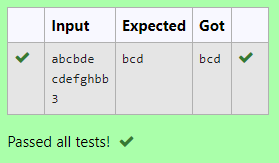 Input Expected Got
abcbde bcd bcd
cdefghbb
3
Passed all tests!